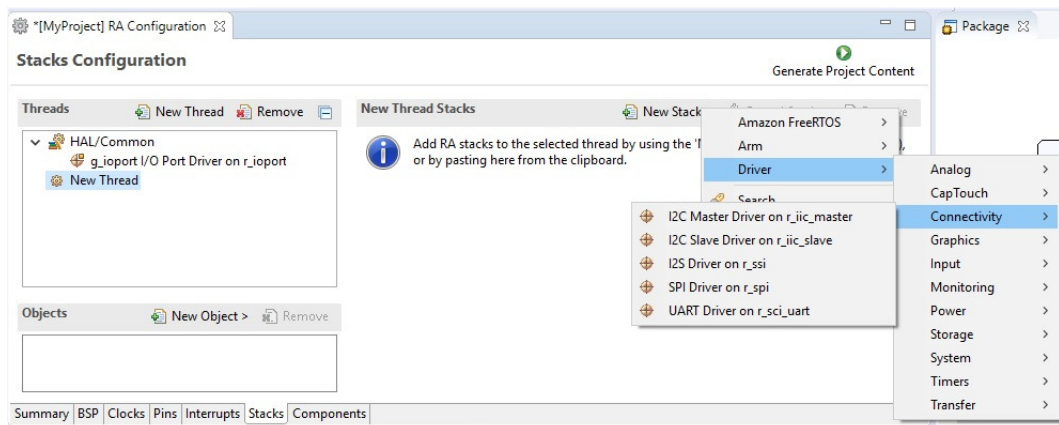 *[MyProject] RA Configuration
Package
Stacks Configuration
Generate Project Content
Threads
New Thread
Remove
HAL/Common
g_ioport I/O Port Driver on r_ioport
New Thread
Objects
New Object >
Remove
New Thread Stacks
New Stack
Add RA stacks to the selected thread by using the
or by pasting here from the clipboard.
Amazon FreeRTOS
Arm
Driver
Search
Analog
CapTouch
Connectivity
Graphics
Input
Monitoring
Power
Storage
System
Timers
Transfer
I2C Master Driver on r_iic_master
I2C Slave Driver on r_iic_slave
I2S Driver on r_ssi
SPI Driver on r_spi
UART Driver on r_sci_uart
Summary BSP Clocks Pins Interrupts Stacks Components